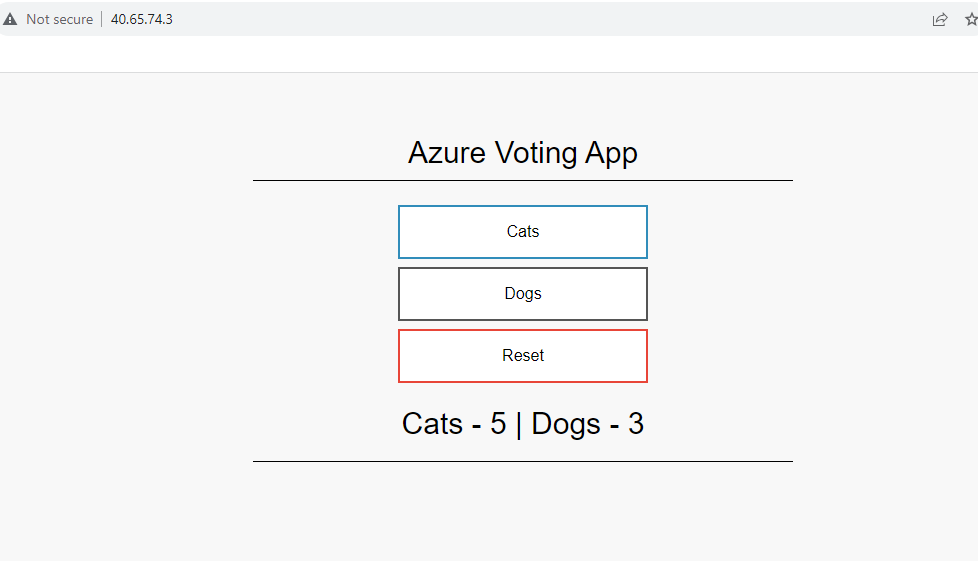 Not secure | 40.65.74.3
Azure Voting App
Cats
Dogs
Reset
Cats - 5 | Dogs - 3